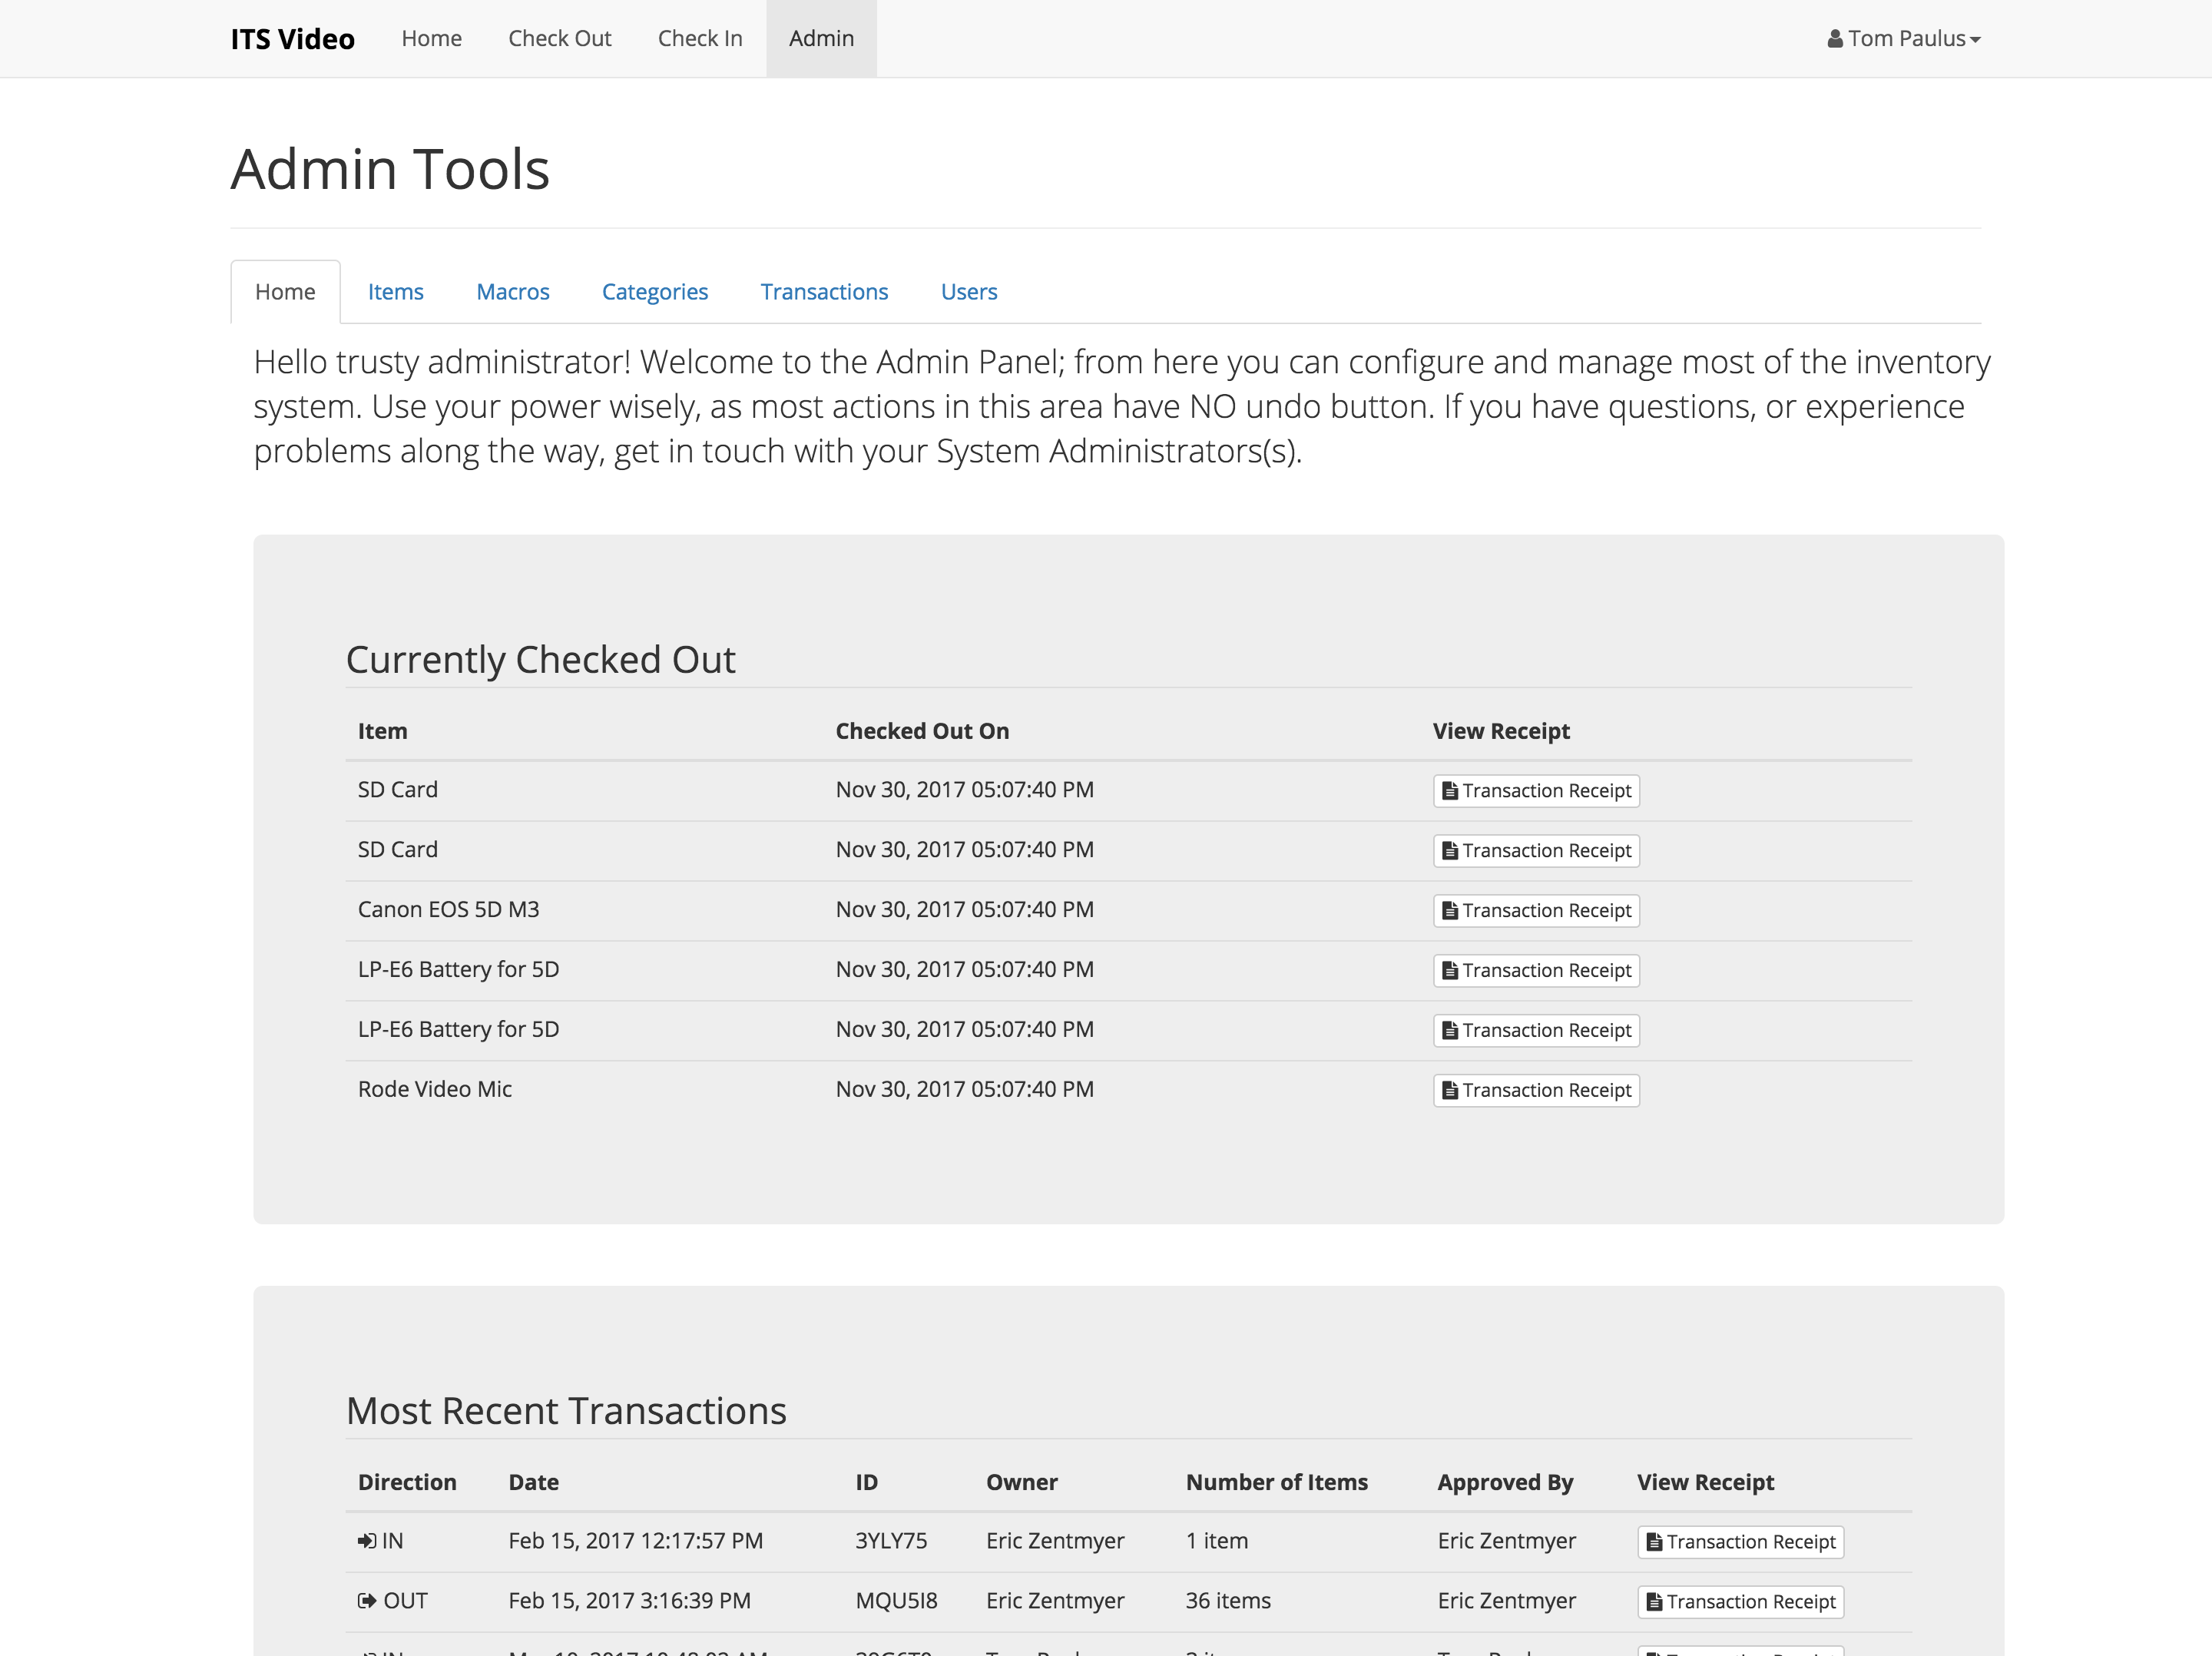 ITS Video Home Check Out Check In Admin Tom Paulus
Admin Tools
Home Items Macros Categories Transactions Users
Hello trusty administrator! Welcome to the Admin Panel; from here you can configure and manage most of the inventory
system. Use your power wisely, as most actions in this area have NO undo button. If you have questions, or experience
problems along the way, get in touch with your System Administrators(s).
Currently Checked Out
Item Checked Out On View Receipt
SD Card Nov 30, 2017 05:07:40 PM Transaction Receipt
SD Card Nov 30, 2017 05:07:40 PM Transaction Receipt
Canon EOS 5D M3 Nov 30, 2017 05:07:40 PM Transaction Receipt
LP-E6 Battery for 5D Nov 30, 2017 05:07:40 PM Transaction Receipt
LP-E6 Battery for 5D Nov 30, 2017 05:07:40 PM Transaction Receipt
Rode Video Mic Nov 30, 2017 05:07:40 PM Transaction Receipt
Most Recent Transactions
Direction Date ID Owner Number of Items Approved By View Receipt
IN Feb 15, 2017 12:17:57 PM 3YLY75 Eric Zentmyer 1 item Eric Zentmyer Transaction Receipt
OUT Feb 15, 2017 3:16:39 PM MQU5I8 Eric Zentmyer 36 items Eric Zentmyer Transaction Receipt